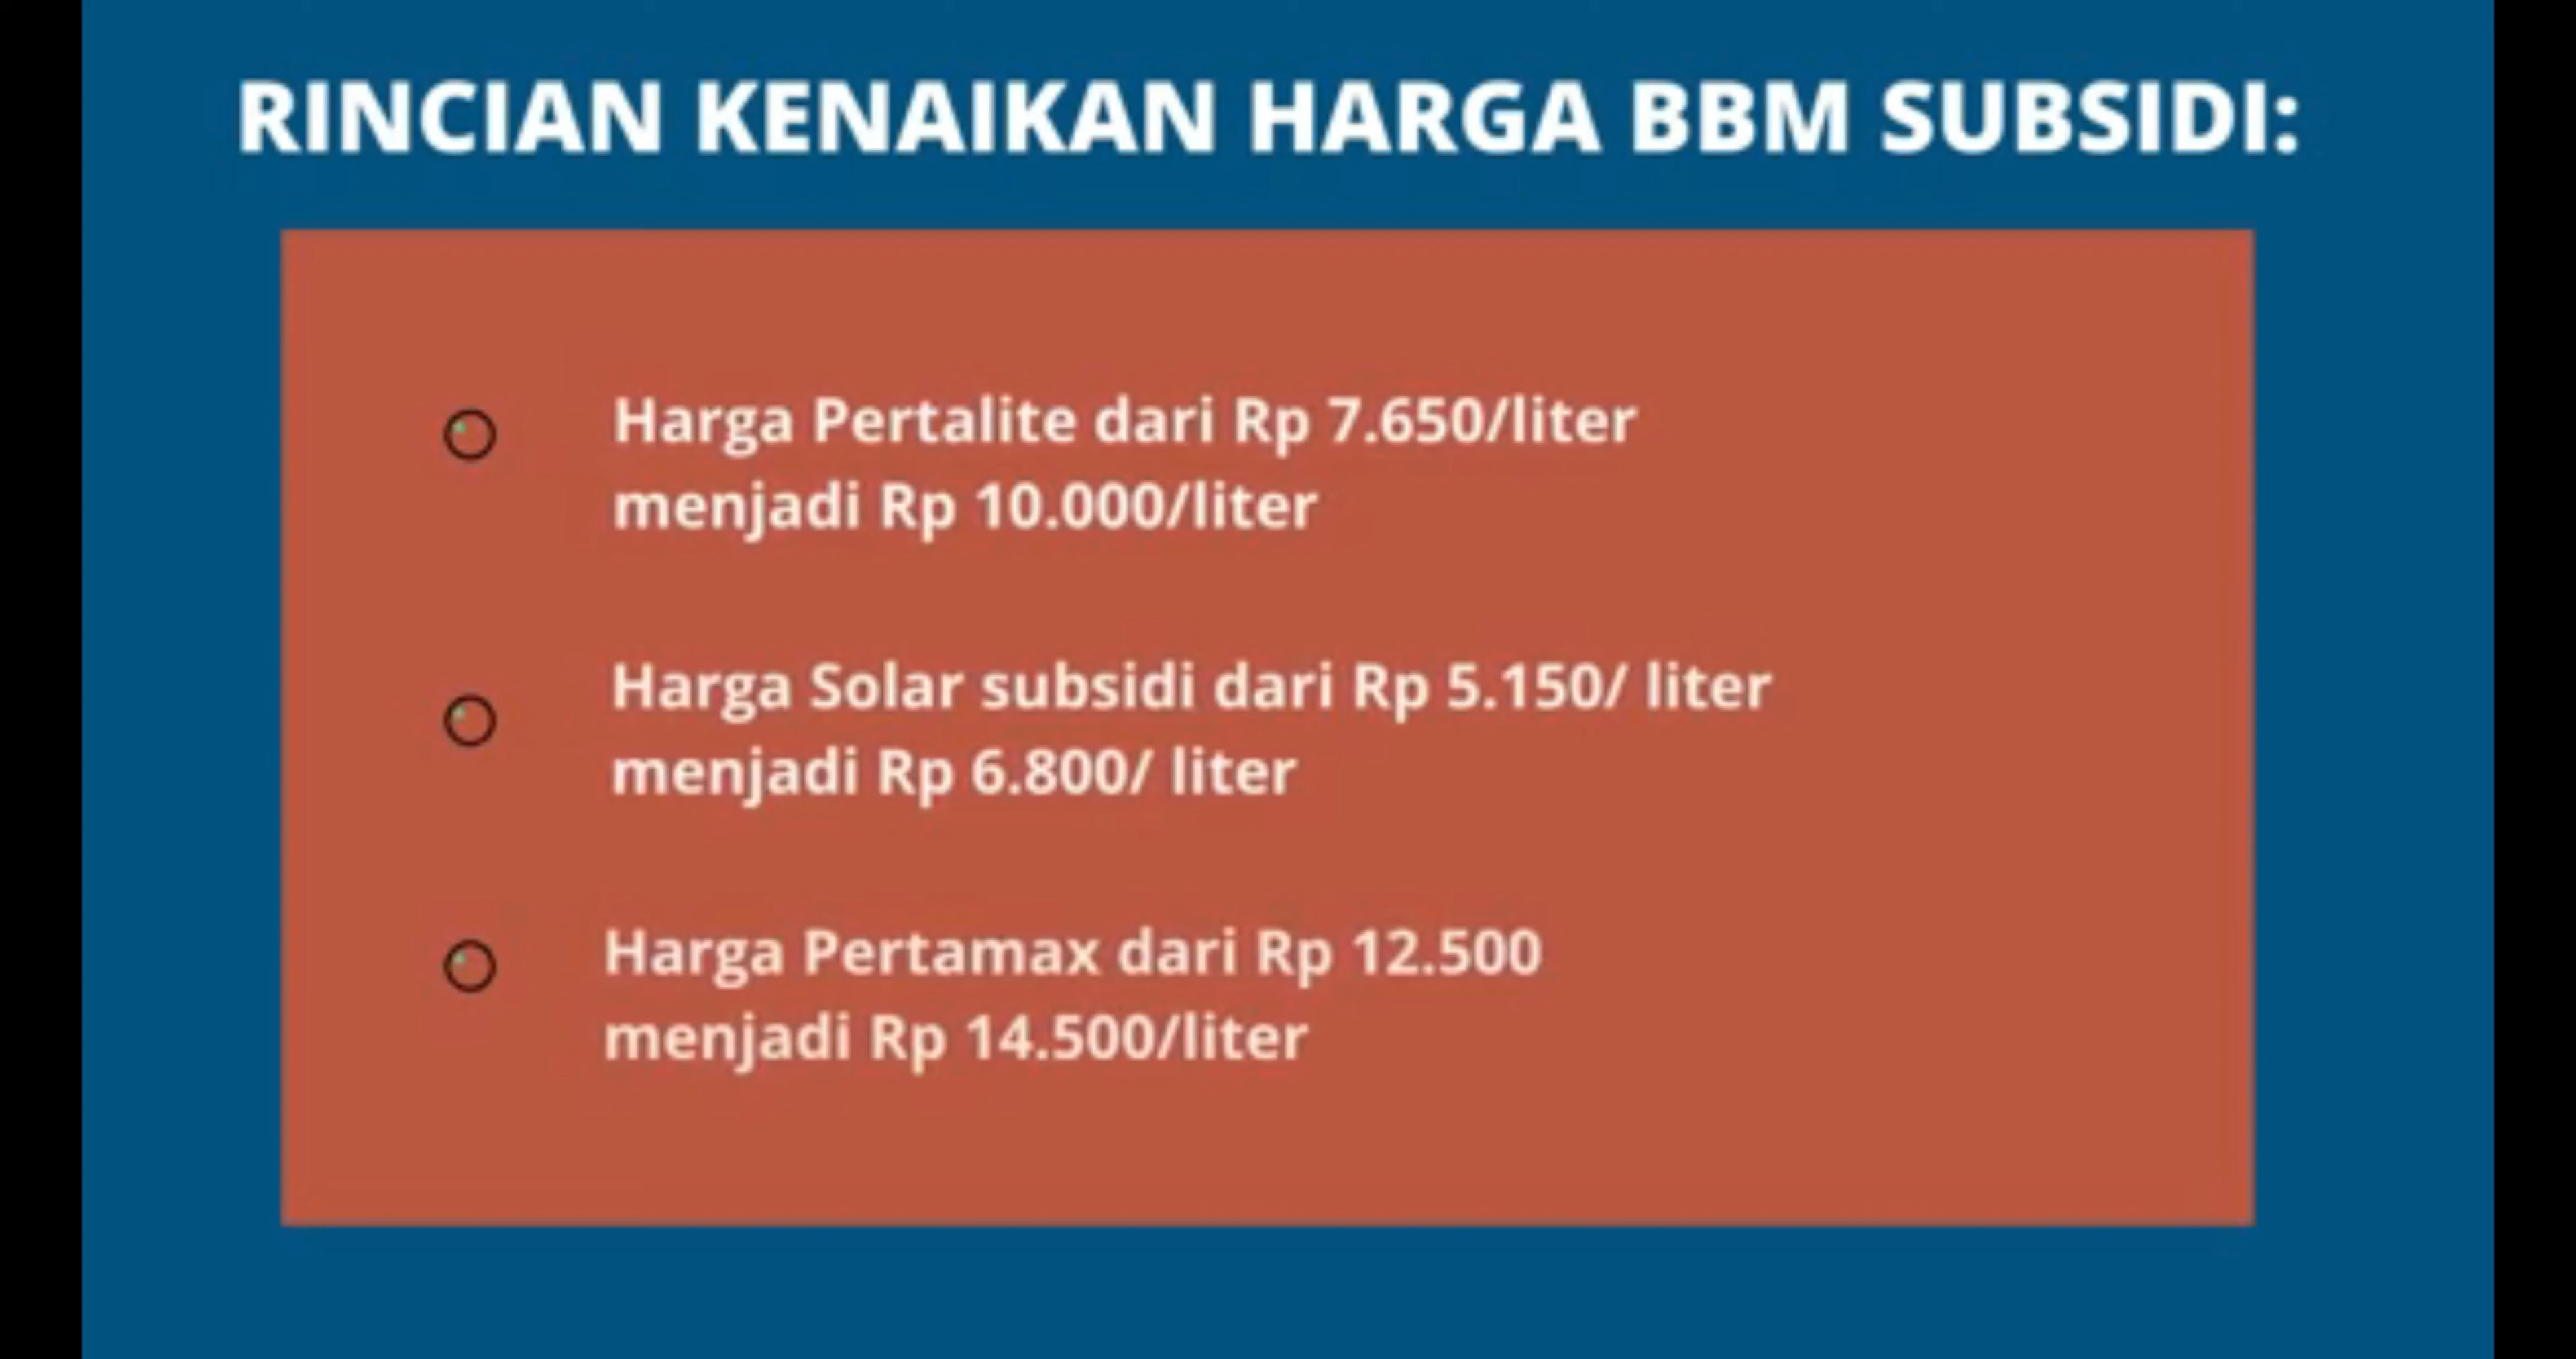 RINCIAN KENAIKAN HARGA BBM SUBSIDI:
Harga Pertalite dari Rp 7.650/liter
menjadi Rp 10.000/liter
Harga Solar subsidi dari Rp 5.150/ liter
menjadi Rp 6.800/ liter
Harga Pertamax dari Rp 12.500
menjadi Rp 14.500/liter